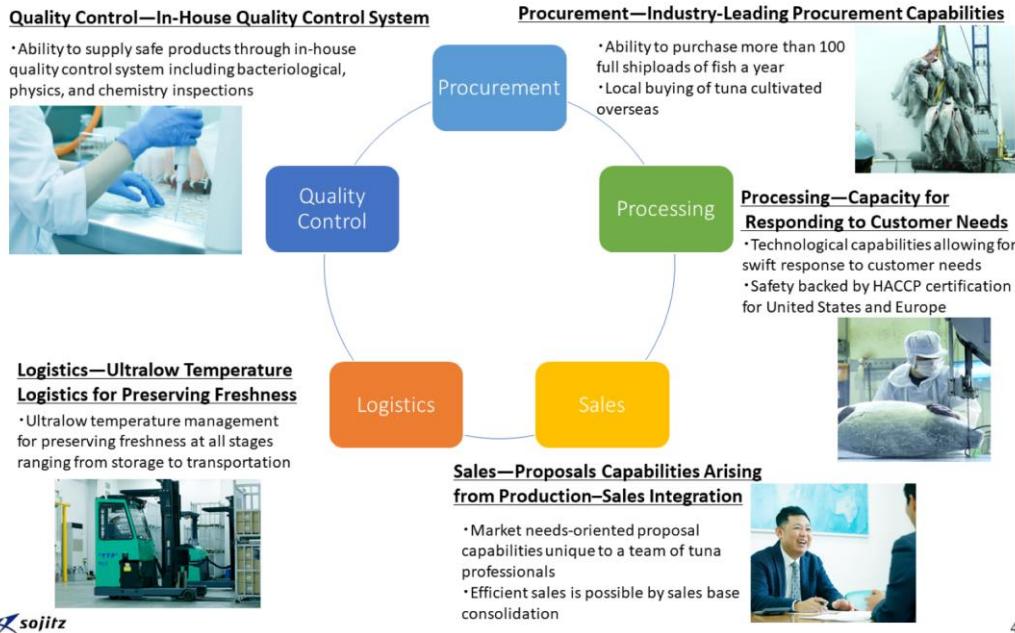 Quality Control—In-House Quality Control System
・Ability to supply safe products through in-house
quality control system including bacteriological,
physics, and chemistry inspections
Procurement—Industry-Leading Procurement Capabilities
・Ability to purchase more than 100
full shiploads of fish a year
・Local buying of tuna cultivated
overseas
Procurement
Quality
Control
Processing
Processing—Capacity for
Responding to Customer Needs
・Technological capabilities allowing for
swift response to customer needs
・Safety backed by HACCP certification
for United States and Europe
Logistics—Ultralow Temperature
Logistics for Preserving Freshness
・Ultralow temperature management
for preserving freshness at all stages
ranging from storage to transportation
Logistics
Sales
Sales—Proposals Capabilities Arising
from Production–Sales Integration
・Market needs-oriented proposal
capabilities unique to a team of tuna
professionals
・Efficient sales is possible by sales base
consolidation
sojitz
4